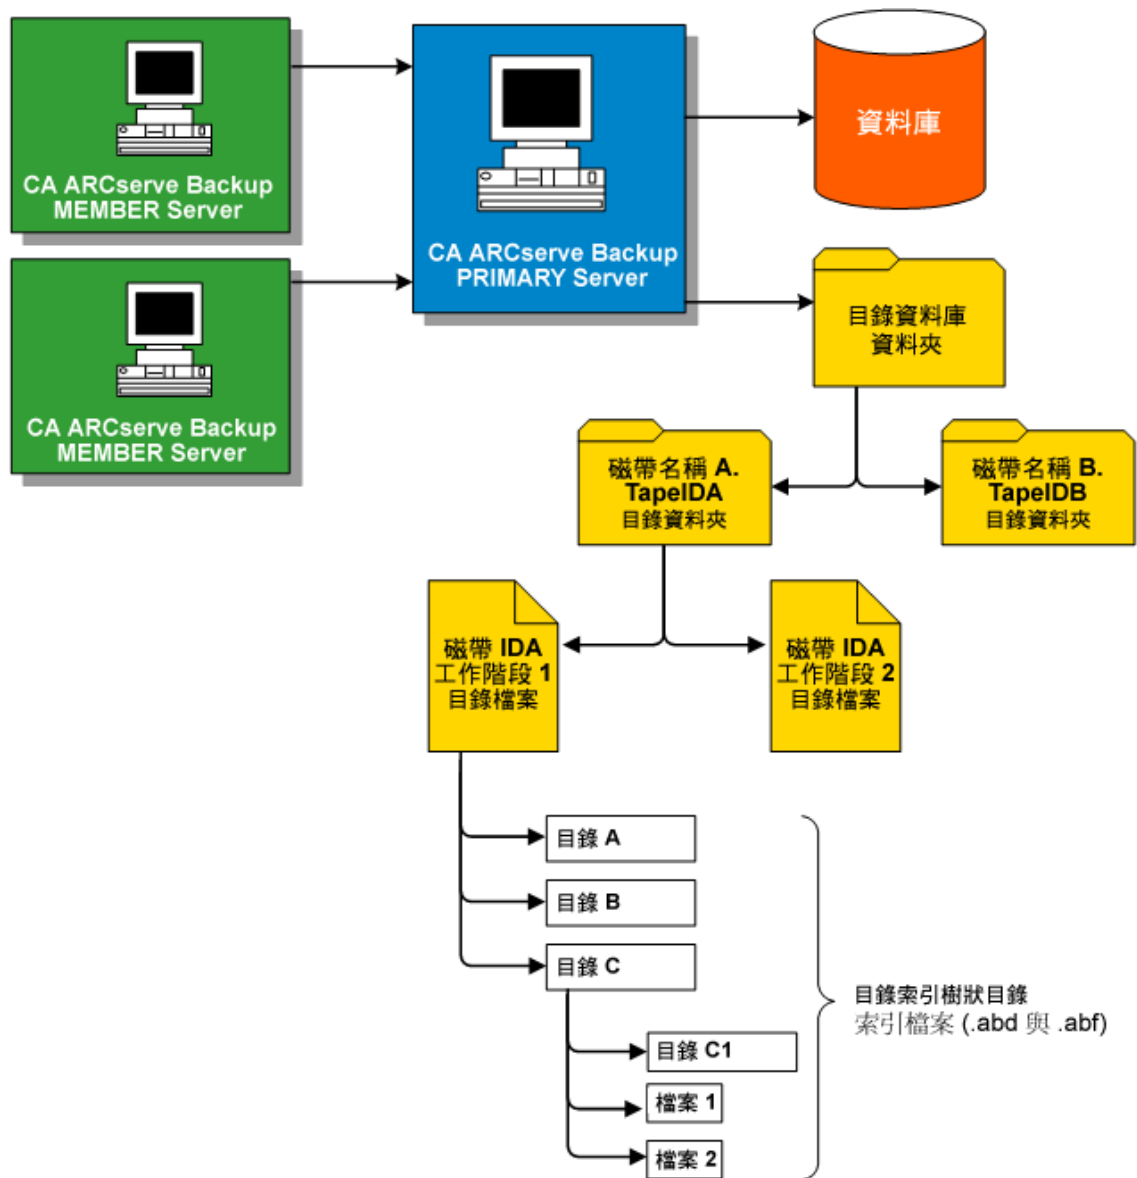 CA ARCserve Backup
MEMBER Server
CA ARCserve Backup
PRIMARY Server
資料庫
CA ARCserve Backup
MEMBER Server
目錄資料庫
資料夾
磁帶名稱 A.
TapeIDA
目錄資料夾
磁帶名稱 B.
TapeIDB
目錄資料夾
磁帶 IDA
工作階段 1
目錄檔案
磁帶 IDA
工作階段 2
目錄檔案
目錄 A
目錄 B
目錄 C
目錄 C1
檔案 1
檔案 2
目錄索引樹狀目錄
索引檔案 (.abd 與 .abf)